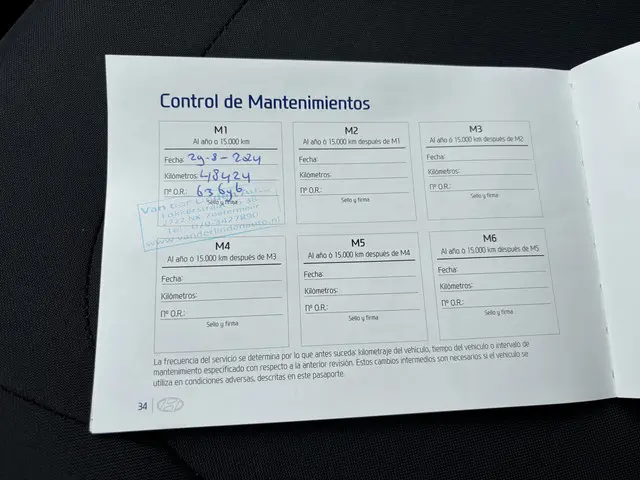 Control de Mantenimientos
M1
Al año ó 15.000 km
Fecha: 29-8-2024
Kilómetros: 48424
nº O.R.: 63646
Sello y firma
2722 NK Zoetermeer
www.vanderlindenauto.nl
M2
Al año ó 15.000 km después de M1
Fecha:
Kilómetros:
nº O.R.:
Sello y firma
M3
Al año ó 15.000 km después de M2
Fecha:
Kilómetros:
nº O.R.:
Sello y firma
M4
Al año ó 15.000 km después de M3
Fecha:
Kilómetros:
nº O.R.:
Sello y firma
M5
Al año ó 15.000 km después de M4
Fecha:
Kilómetros:
nº O.R.:
Sello y firma
M6
Al año ó 15.000 km después de M5
Fecha:
Kilómetros:
nº O.R.:
Sello y firma
La frecuencia del servicio se determina por lo que antes suceda: kilometraje del vehículo, tiempo del vehículo o intervalo de
mantenimiento especificado con respecto a la anterior revisión. Estos cambios intermedios son necesarios si el vehículo se
utiliza en condiciones adversas, descritas en este pasaporte.
34